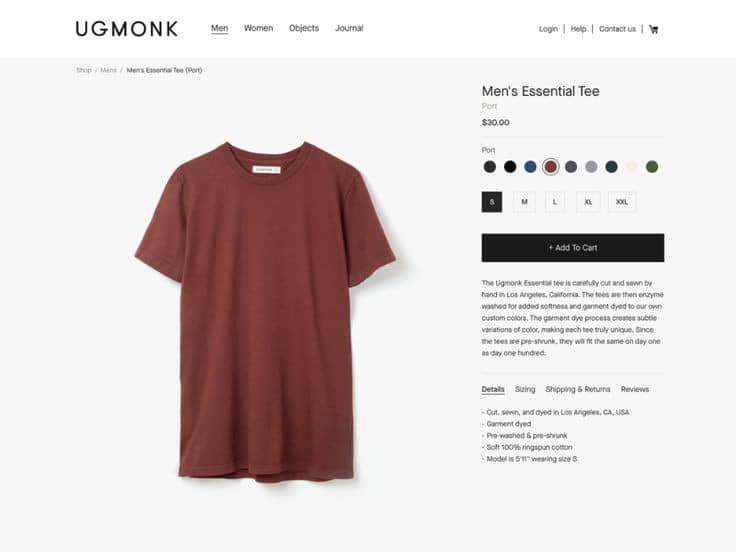 UGMONK
Men Women Objects Journal
Login | Help | Contact us |
Shop / Mens / Men's Essential Tee (Port)
Men's Essential Tee
Port
$30.00
Port
S M L XL XXL
+ Add To Cart
The Ugmonk Essential tee is carefully cut and sewn by
hand in Los Angeles, California. The tees are then enzyme
washed for added softness and garment dyed to our own
custom colors. The garment dye process creates subtle
variations of color, making each tee truly unique. Since
the tees are pre-shrunk, they will fit the same on day one
as day one hundred.
Details Sizing Shipping & Returns Reviews
- Cut, sewn, and dyed in Los Angeles, CA, USA
- Garment dyed
- Pre-washed & pre-shrunk
- Soft 100% ringspun cotton
- Model is 5'11" wearing size S